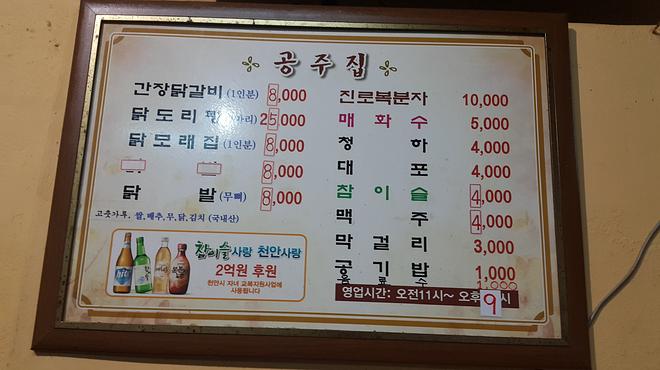 공주집
간장닭갈비 (1인분) 8,000
닭도리 25,000
닭모래집 (1인분) 8,000
8,000
닭 발 (무뼈) 8,000
고춧가루, 쌀, 배추, 무, 닭, 김치 (국내산)
참이슬사랑 천안사랑
2억원 후원
천안시 자녀 교복지원사업에
사용됩니다
진로복분자 10,000
매 화 수 5,000
청 하 4,000
대 포 4,000
참 이 슬 4,000
맥 주 4,000
막 걸 리 3,000
공 기 밥 1,000
영업시간: 오전11시~ 오후 9시